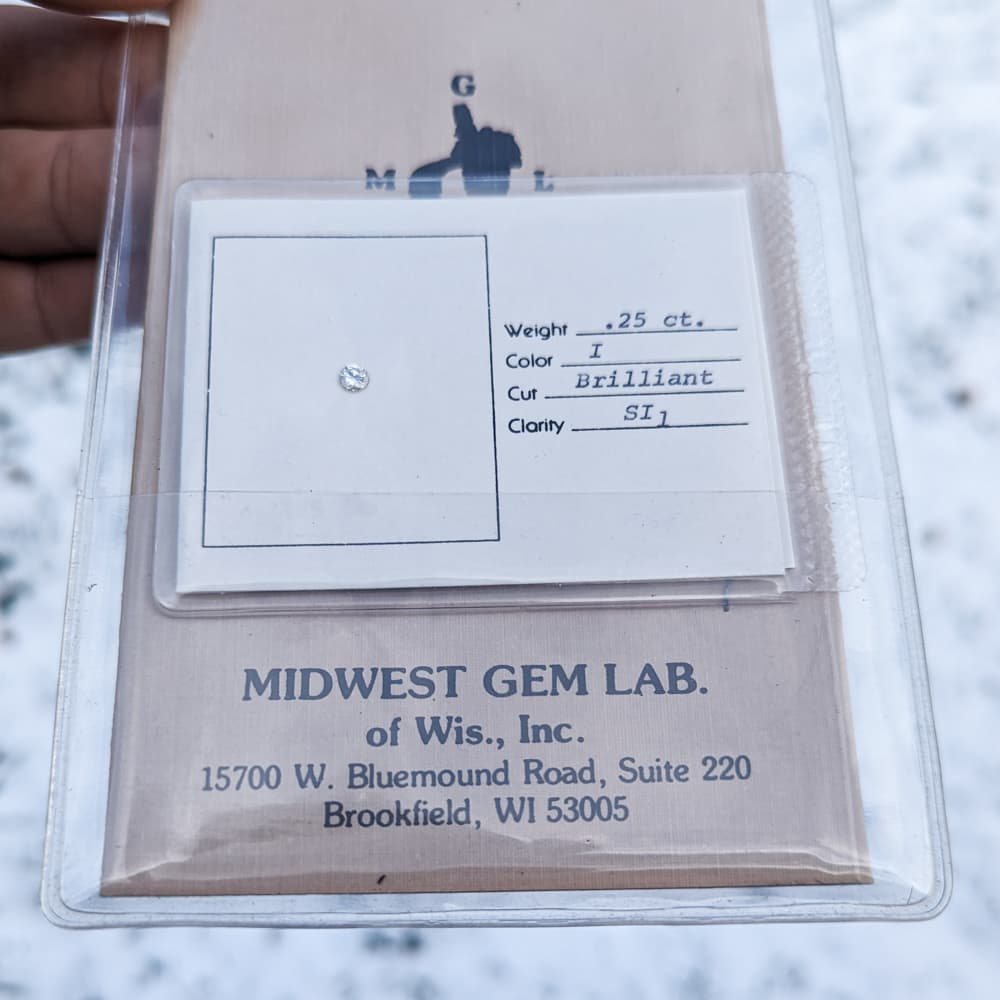 G
M L
Weight .25 ct.
Color I
Cut Brilliant
Clarity SI1
MIDWEST GEM LAB.
of Wis., Inc.
15700 W. Bluemound Road, Suite 220
Brookfield, WI 53005